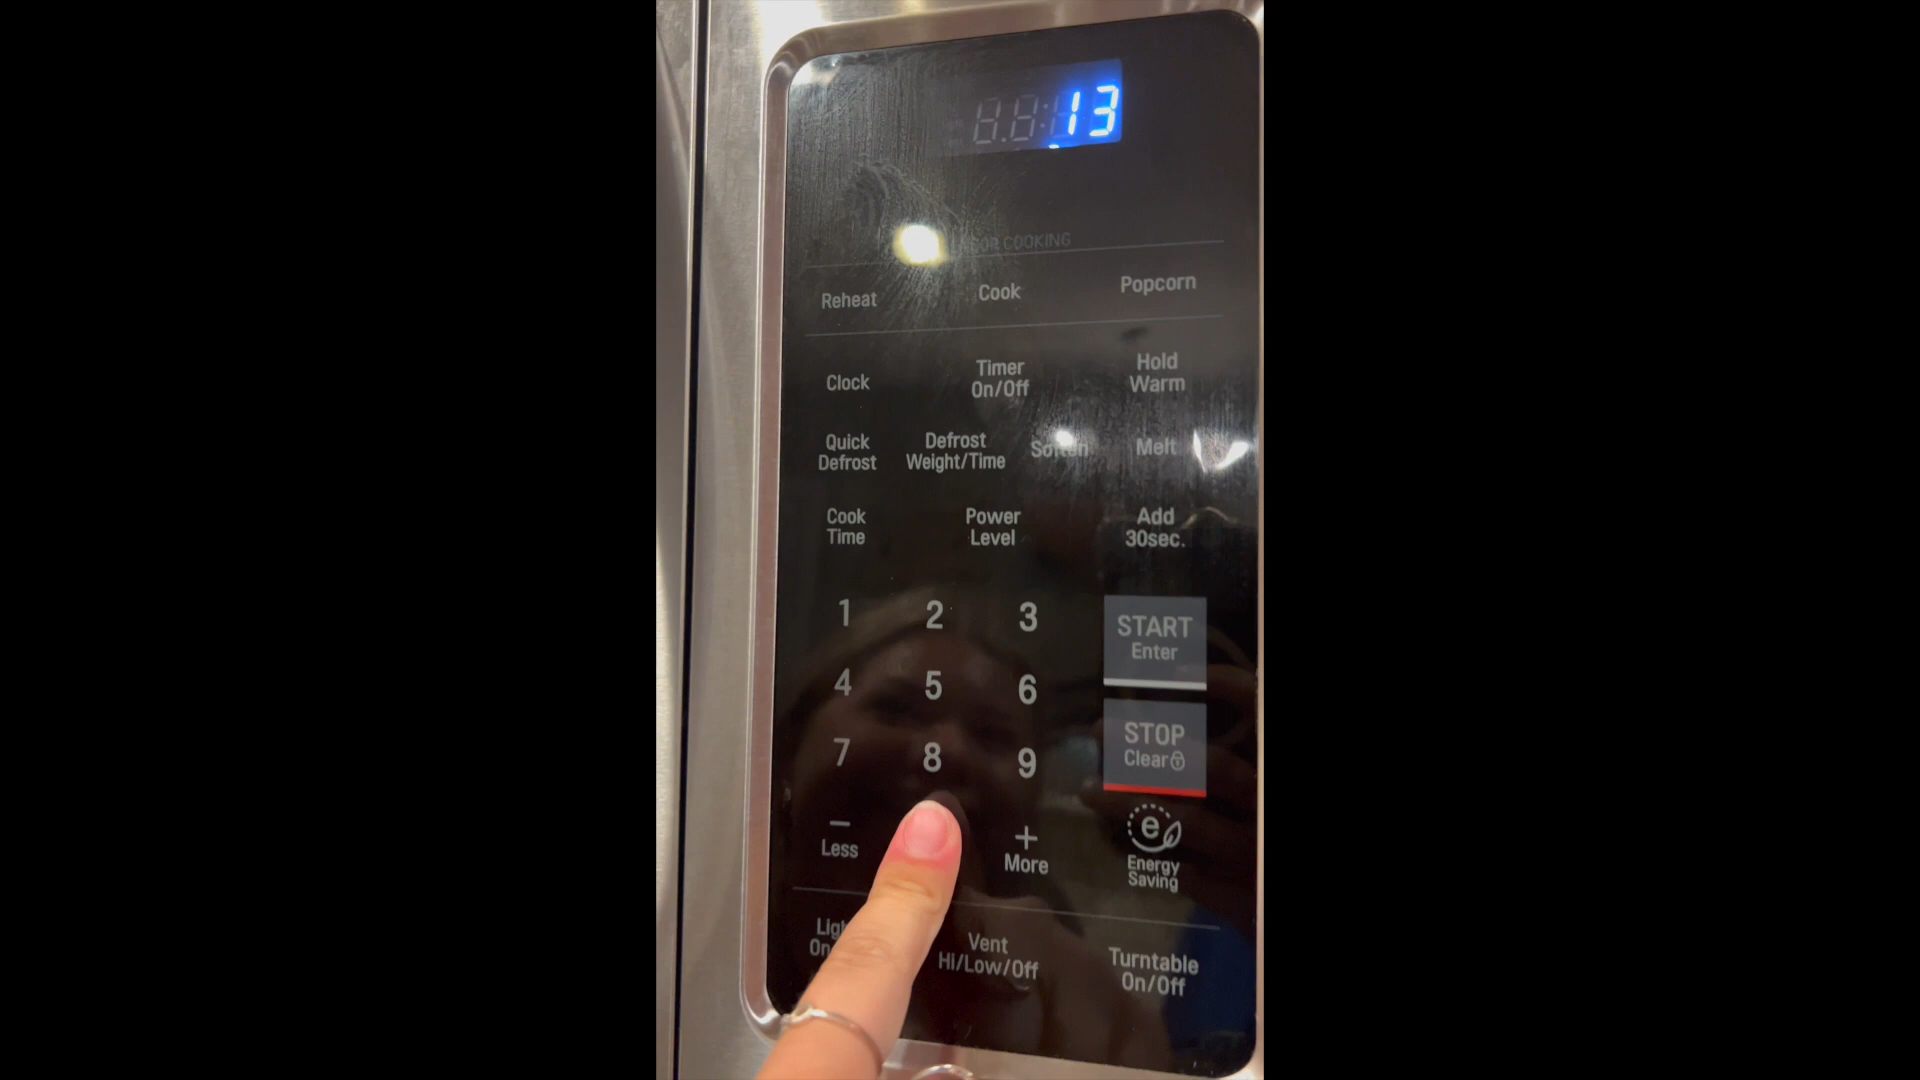 13
COOKING
Reheat
Cook
Popcorn
Clock
Timer
On/Off
Hold
Warm
Quick
Defrost
Defrost
Weight/Time
Soften
Melt
Cook
Time
Power
Level
Add
30sec.
1
2
3
START
Enter
4
5
6
7
8
9
STOP
Clear
Less
+
More
e
Energy
Saving
Vent
Hi/Low/Off
Turntable
On/Off